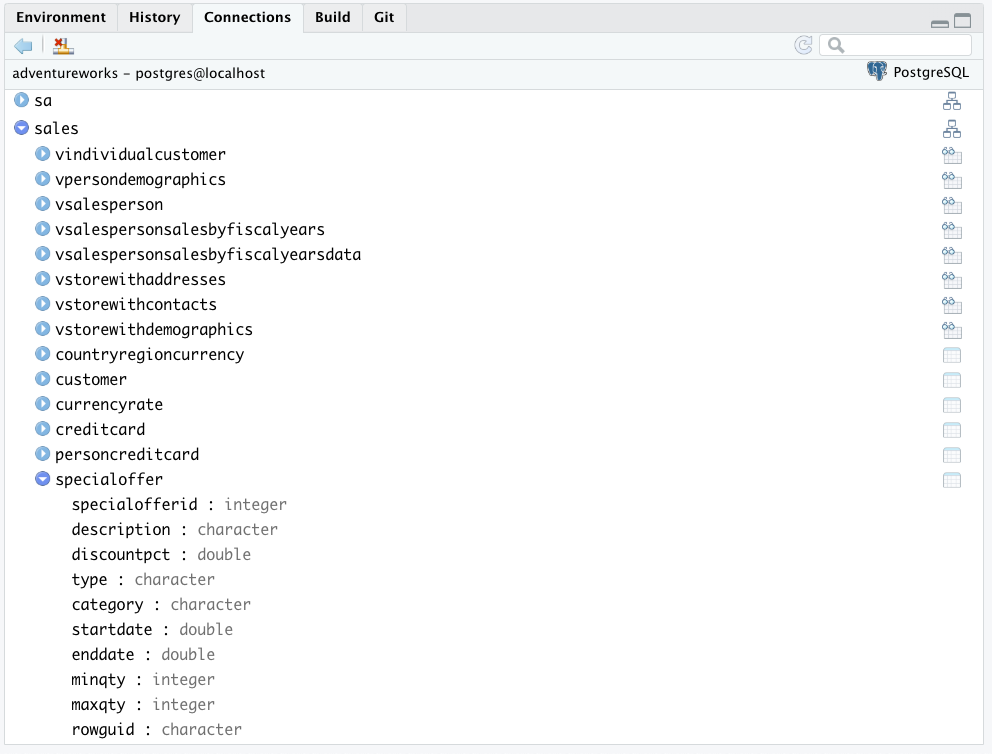 Environment History Connections Build Git
adventureworks – postgres@localhost PostgreSQL
sa
sales
vindividualcustomer
vpersondemographics
vsalesperson
vsalespersonsalesbyfiscalyears
vsalespersonsalesbyfiscalyearsdata
vstorewithaddresses
vstorewithcontacts
vstorewithdemographics
countryregioncurrency
customer
currencyrate
creditcard
personcreditcard
specialoffer
specialofferid : integer
description : character
discountpct : double
type : character
category : character
startdate : double
enddate : double
minqty : integer
maxqty : integer
rowguid : character